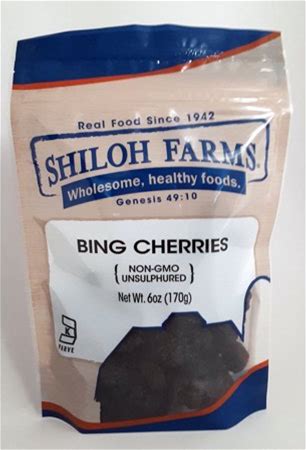 Real Food Since 1942
SHILOH FARMS®
Wholesome, healthy foods.
Genesis 49:10
BING CHERRIES
NON-GMO
UNSULPHURED
Net Wt. 6oz (170g)
PAREVE